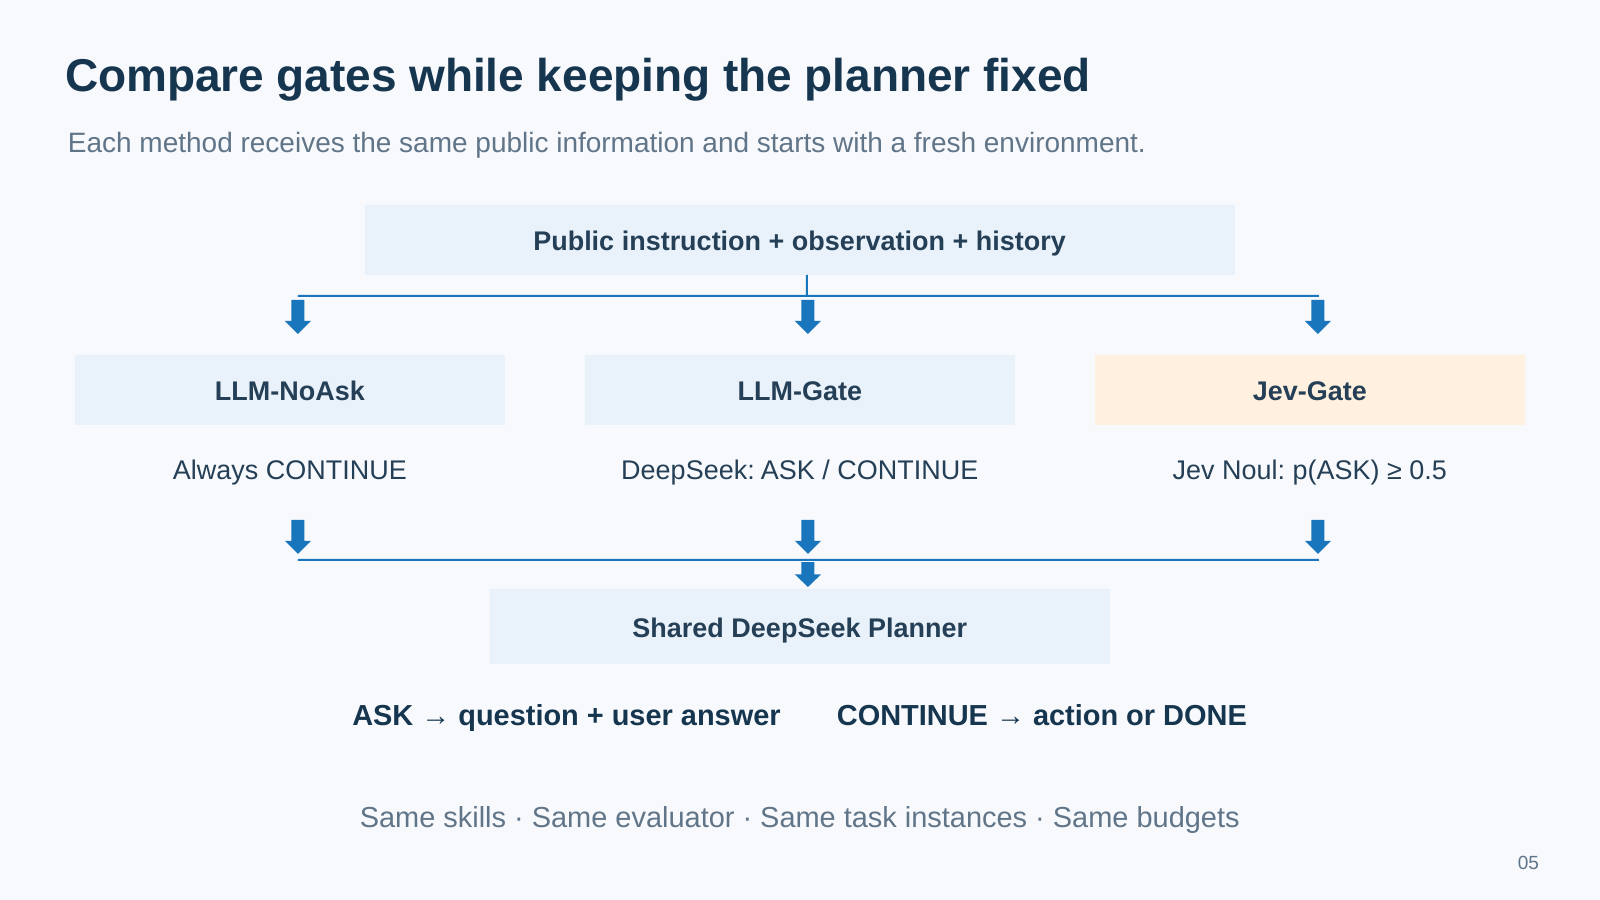 Compare gates while keeping the planner fixed
Each method receives the same public information and starts with a fresh environment.
Public instruction + observation + history
LLM-NoAsk
LLM-Gate
Jev-Gate
Always CONTINUE
DeepSeek: ASK / CONTINUE
Jev Noul: p(ASK) ≥ 0.5
Shared DeepSeek Planner
ASK → question + user answer
CONTINUE → action or DONE
Same skills · Same evaluator · Same task instances · Same budgets
05